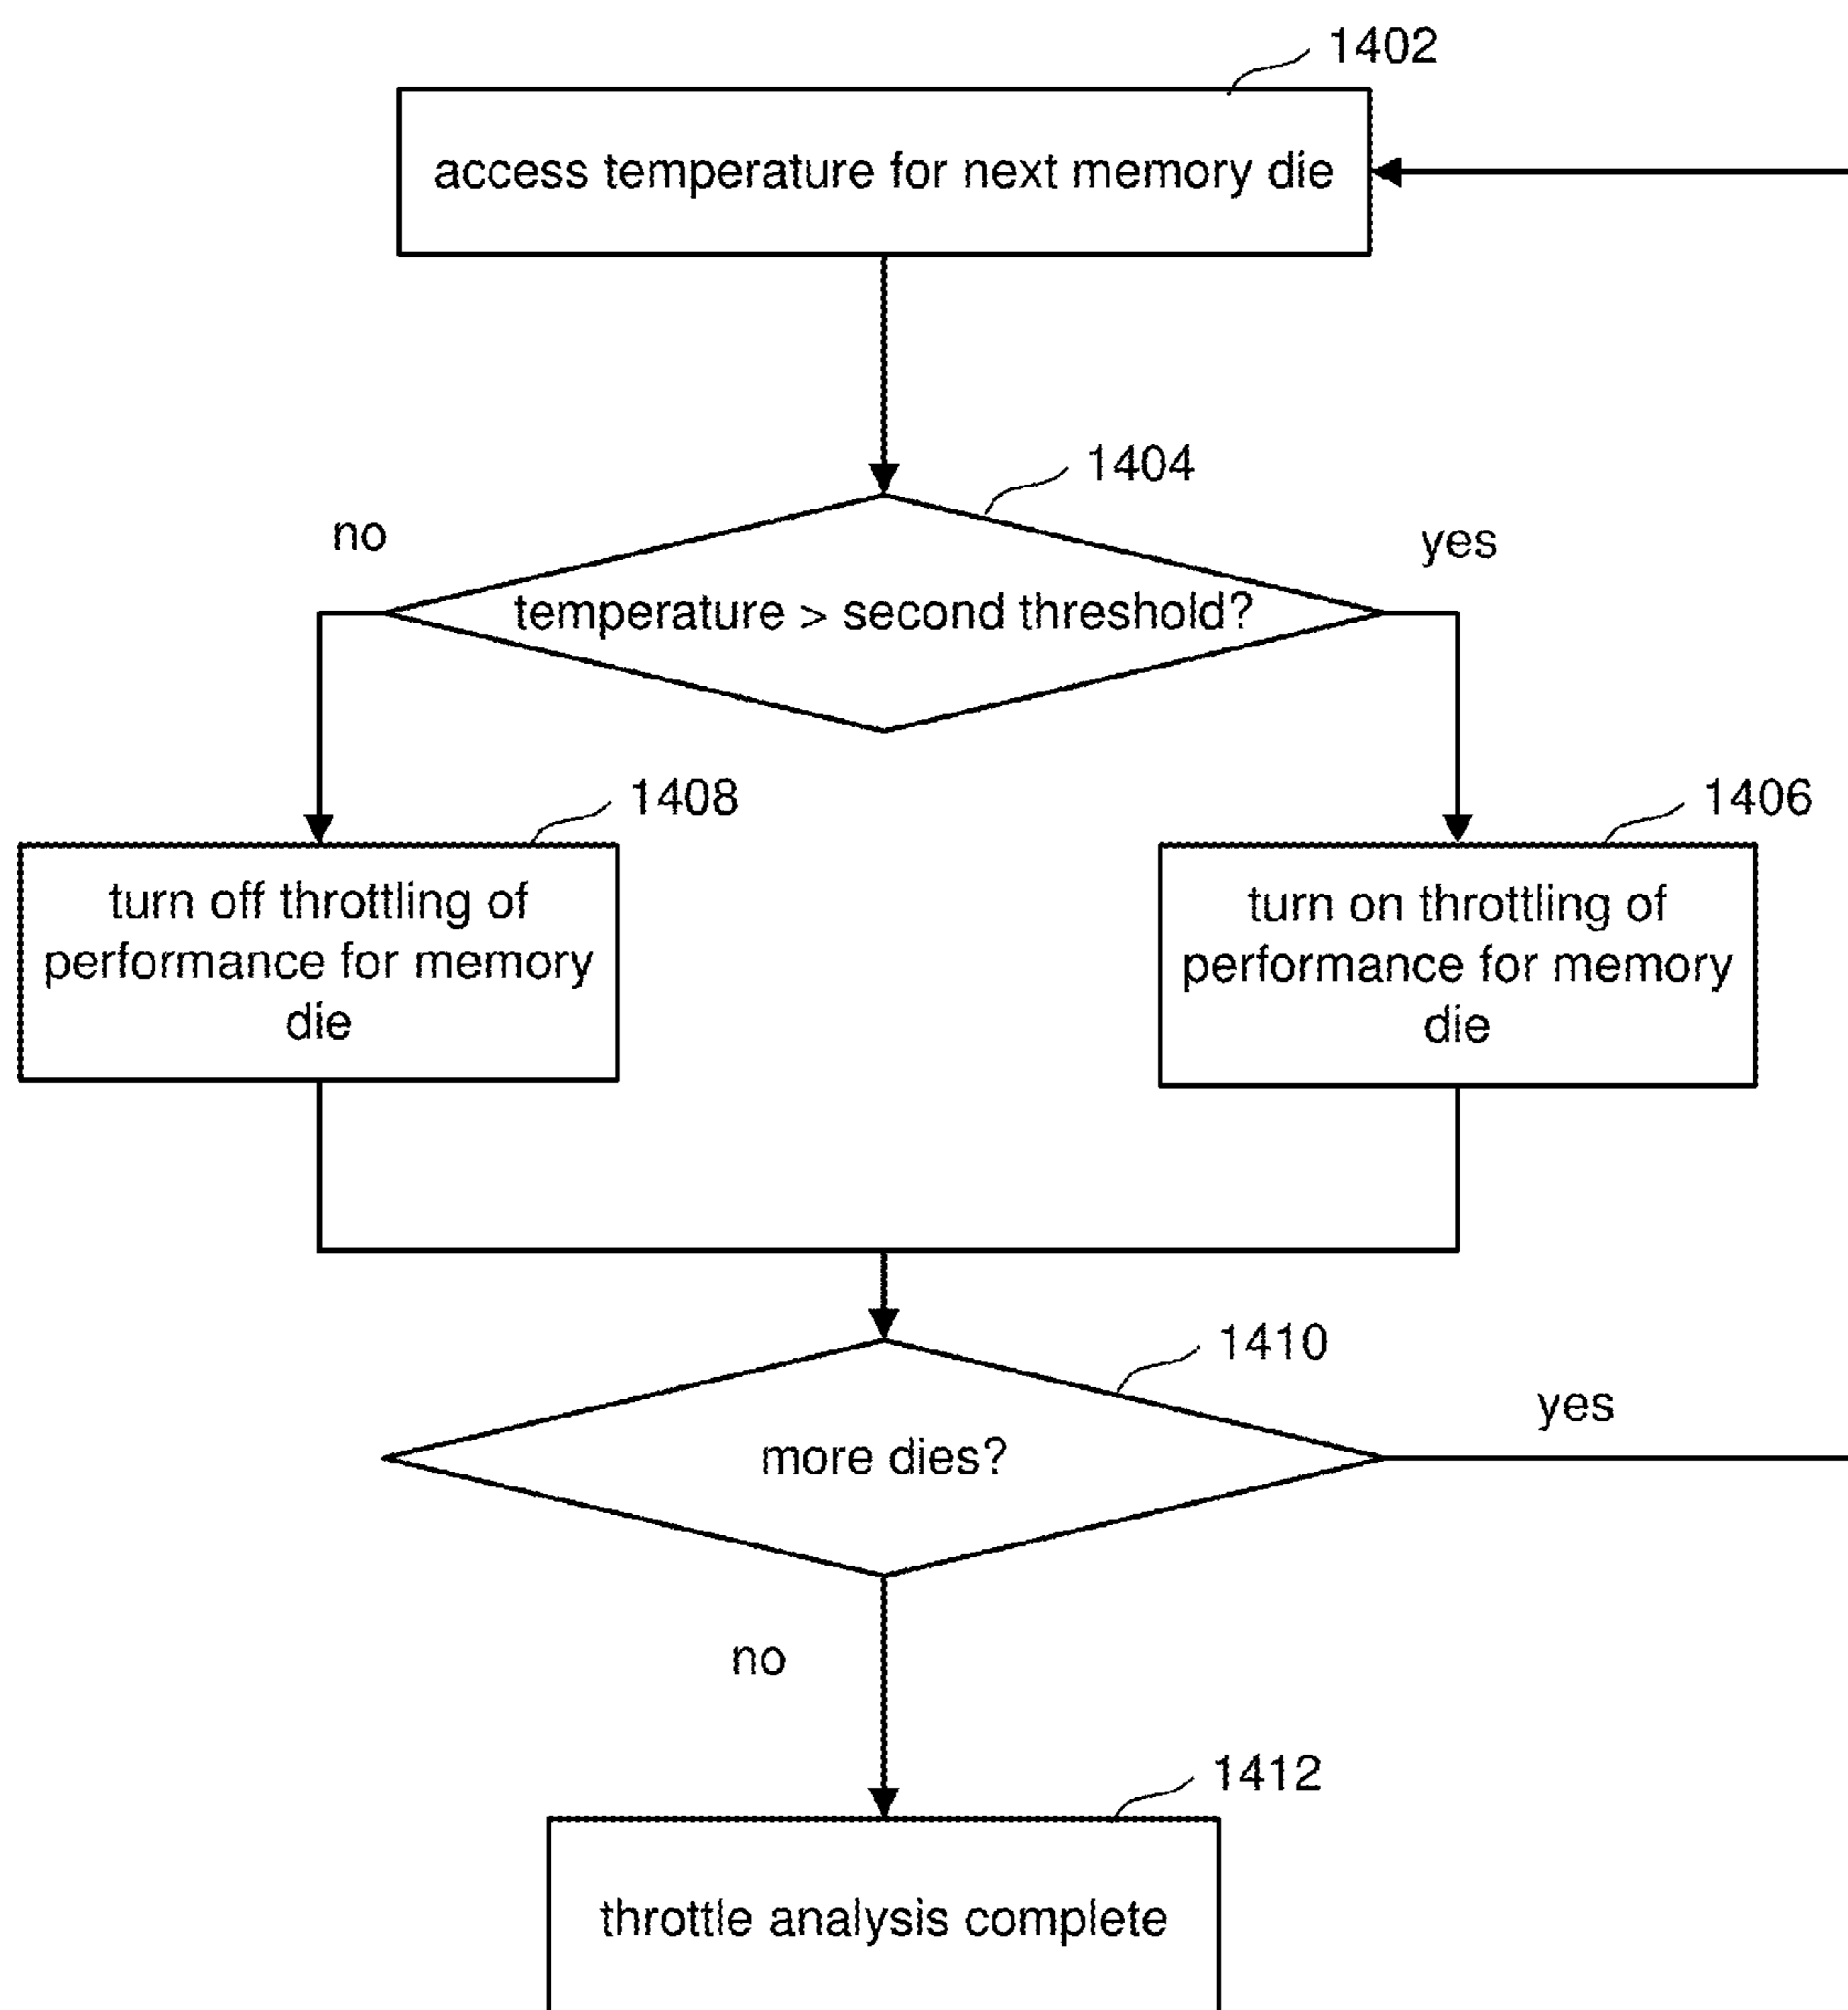 1402
access temperature for next memory die
1404
no
yes
temperature > second threshold?
1408
1406
turn off throttling of
performance for memory
die
turn on throttling of
performance for memory
die
1410
yes
more dies?
no
1412
throttle analysis complete